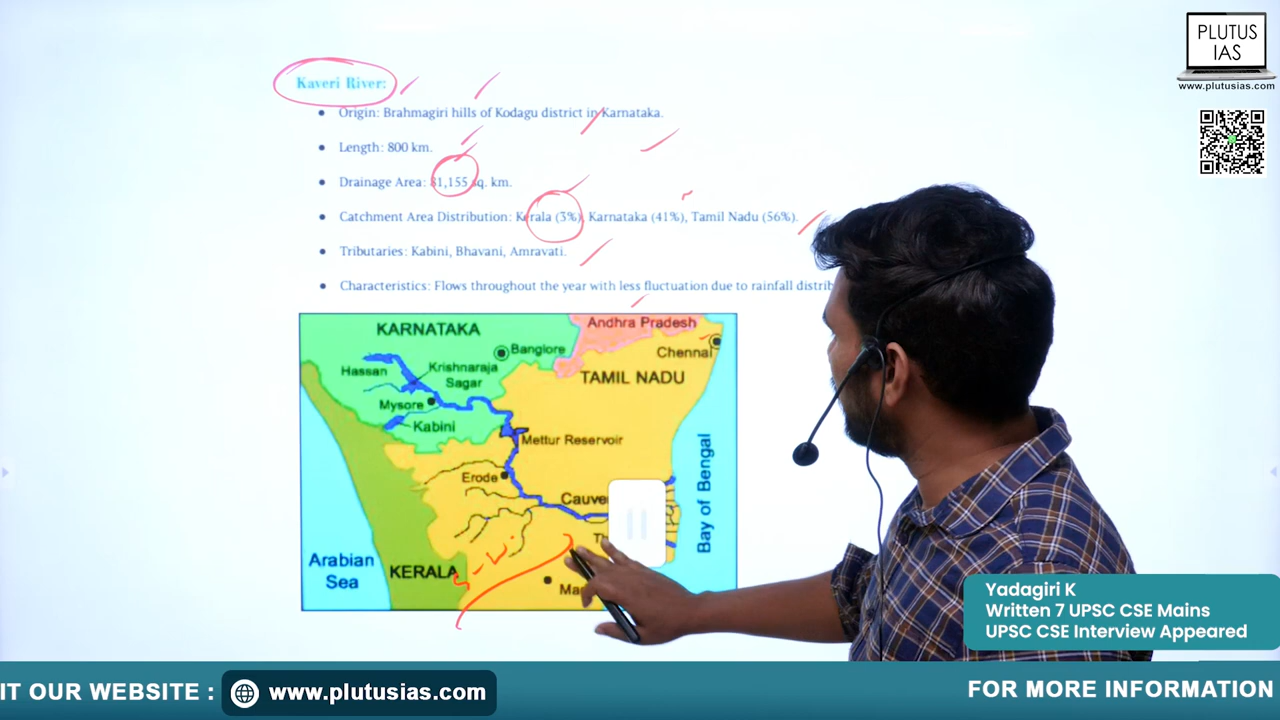 PLUTUS
IAS
www.plutusias.com
Kaveri River:
Origin: Brahmagiri hills of Kodagu district in Karnataka.
Length: 800 km.
Drainage Area: 81,155 sq. km.
Catchment Area Distribution: Kerala (3%), Karnataka (41%), Tamil Nadu (56%).
Tributaries: Kabini, Bhavani, Amravati.
Characteristics: Flows throughout the year with less fluctuation due to rainfall distrib
KARNATAKA
Andhra Pradesh
Banglore
Chennai
Hassan
Krishnaraja
Sagar
TAMIL NADU
Mysore
Kabini
Mettur Reservoir
Erode
Cauve
Bay of Bengal
Arabian
Sea
KERALA
Ma
Yadagiri K
Written 7 UPSC CSE Mains
UPSC CSE Interview Appeared
IT OUR WEBSITE :
www.plutusias.com
FOR MORE INFORMATION